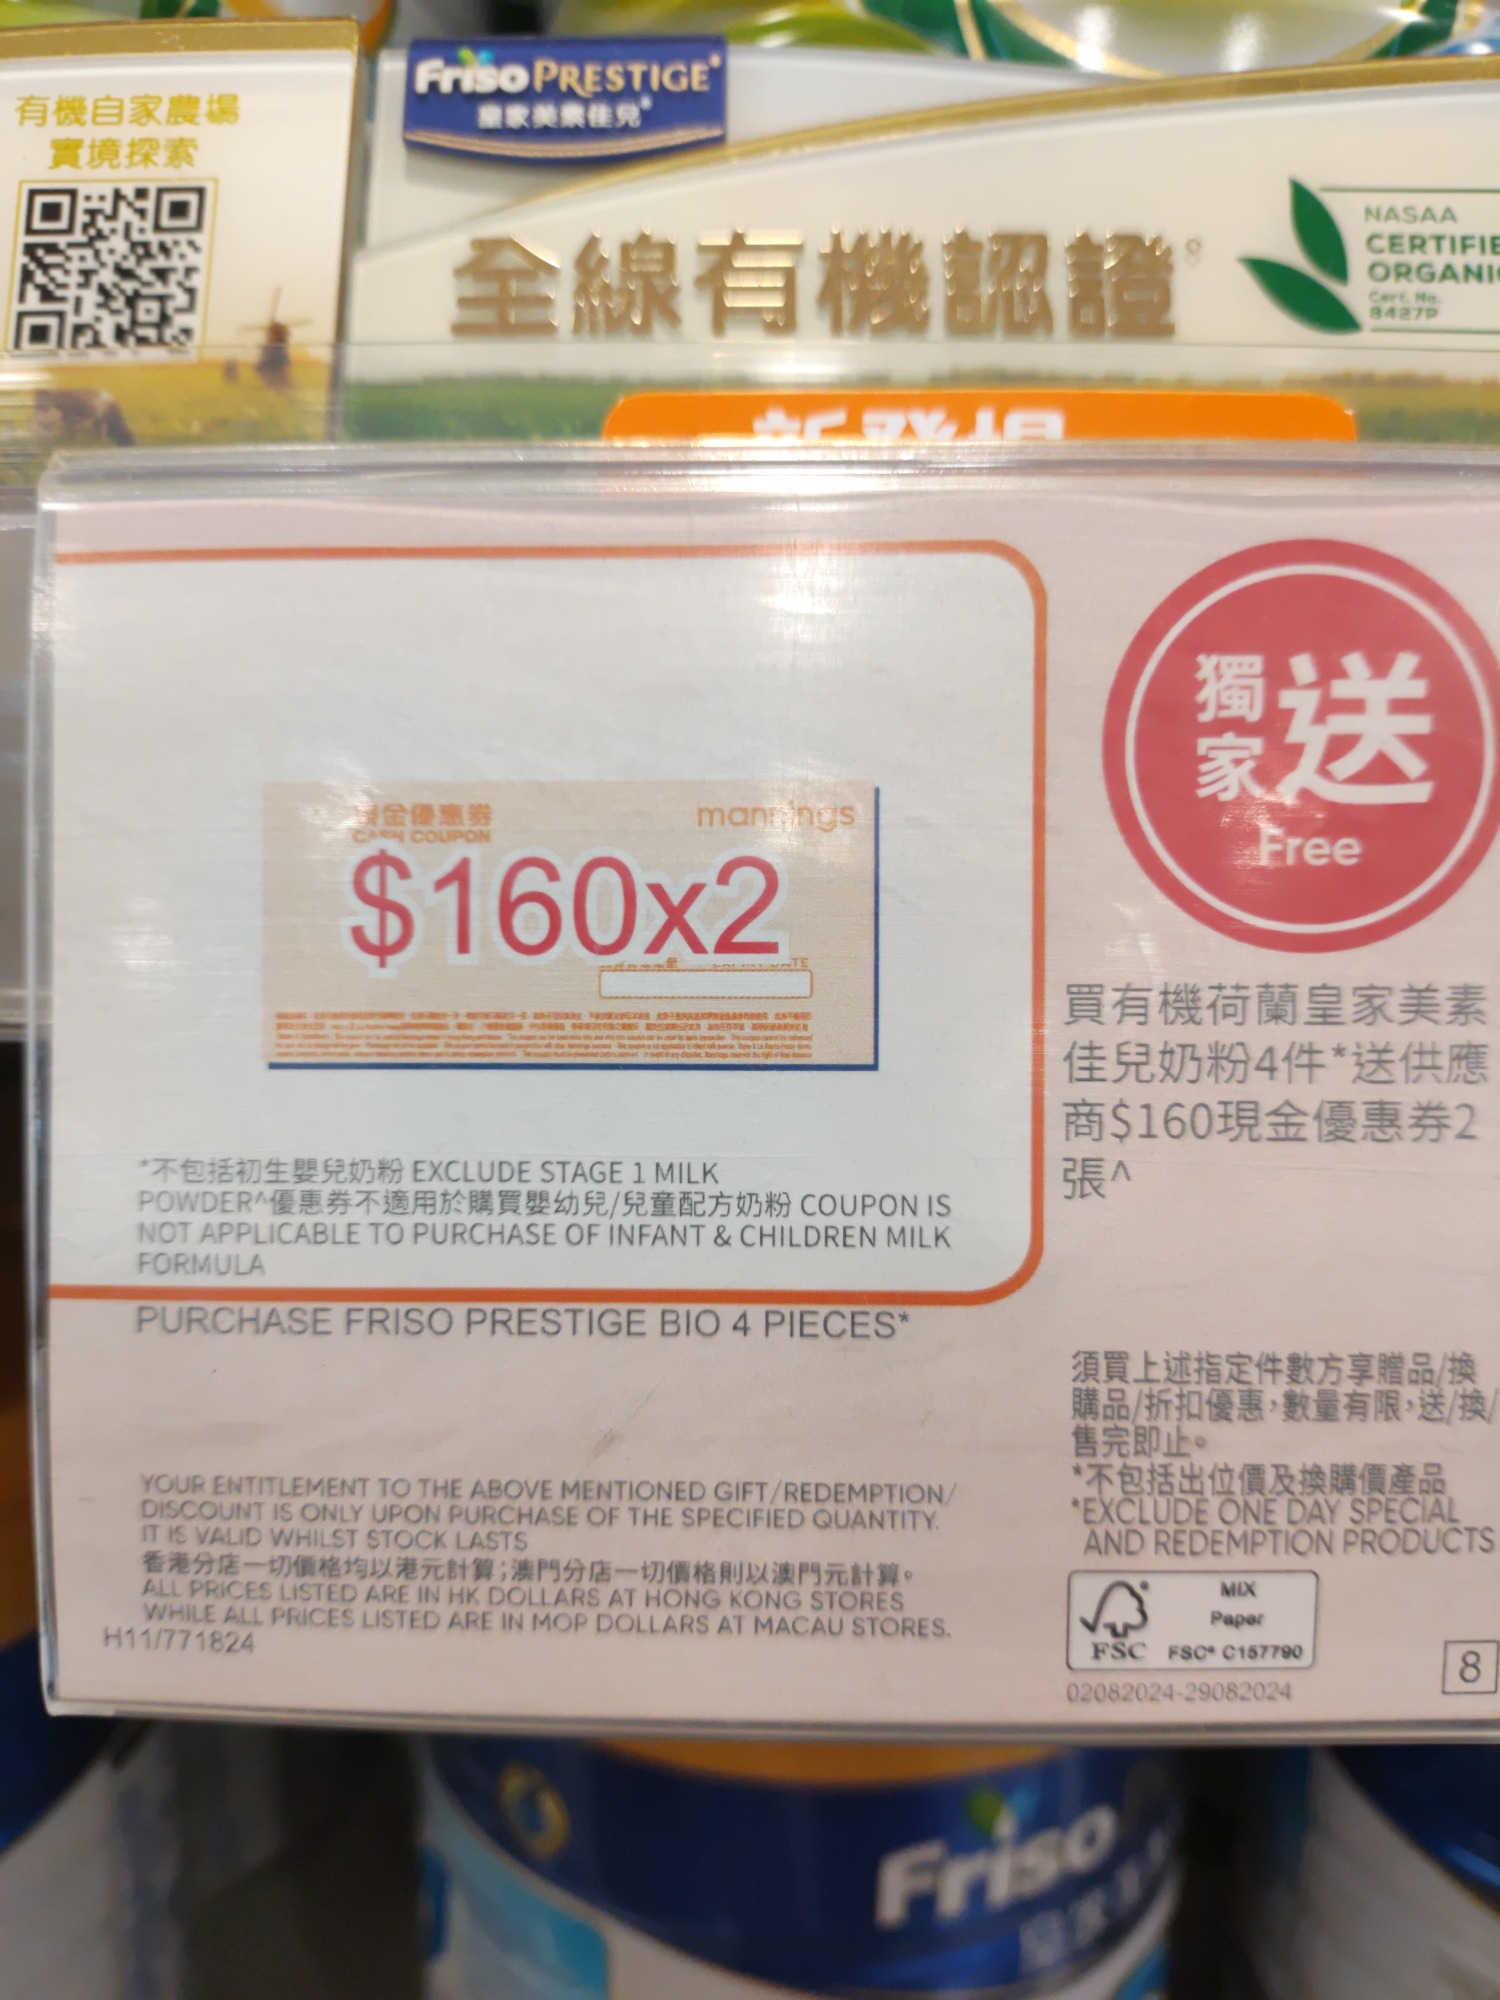 有機自家農場
實境探索
Friso PRESTIGE
皇家美素佳兒
全線有機認證
NASAA
CERTIFIE
ORGANI
Cert. No.
8427P
新發場
現金優惠券
CASH COUPON
mannings
$160x2
獨家
送
Free
買有機荷蘭皇家美素
佳兒奶粉4件*送供應
商$160現金優惠券2
張^
*不包括初生嬰兒奶粉 EXCLUDE STAGE 1 MILK
POWDER^優惠券不適用於購買嬰幼兒/兒童配方奶粉 COUPON IS
NOT APPLICABLE TO PURCHASE OF INFANT & CHILDREN MILK
FORMULA
PURCHASE FRISO PRESTIGE BIO 4 PIECES*
須買上述指定件數方享贈品/換
購品/折扣優惠,數量有限,送/換/
售完即止。
*不包括出位價及換購價產品
*EXCLUDE ONE DAY SPECIAL
AND REDEMPTION PRODUCTS
YOUR ENTITLEMENT TO THE ABOVE MENTIONED GIFT/REDEMPTION/
DISCOUNT IS ONLY UPON PURCHASE OF THE SPECIFIED QUANTITY.
IT IS VALID WHILST STOCK LASTS
香港分店一切價格均以港元計算;澳門分店一切價格則以澳門元計算。
ALL PRICES LISTED ARE IN HK DOLLARS AT HONG KONG STORES
WHILE ALL PRICES LISTED ARE IN MOP DOLLARS AT MACAU STORES.
H11/771824
MIX
Paper
FSC
FSC® C157790
02082024-29082024
8
Friso